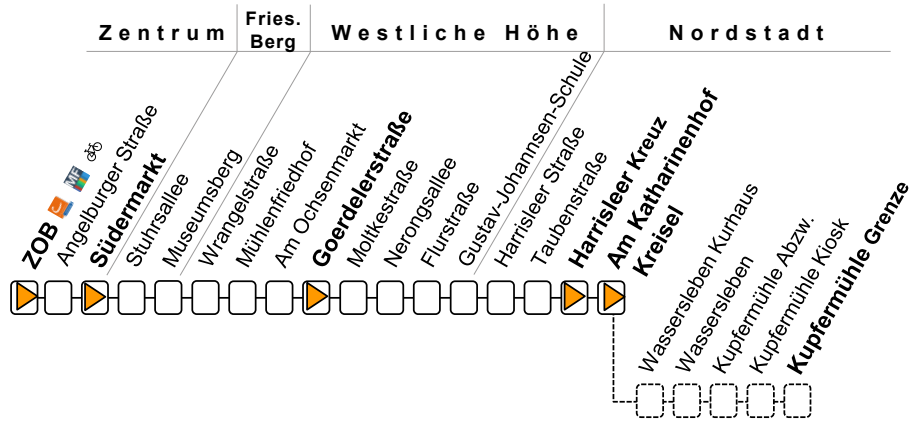 Zentrum
Fries.
Berg
Westliche Höhe
Nordstadt
ZOB
MF
Angelburger Straße
Südermarkt
Stuhrsallee
Museumsberg
Wrangelstraße
Mühlenfriedhof
Am Ochsenmarkt
Goerdelerstraße
Moltkestraße
Nerongsallee
Flurstraße
Gustav-Johannsen-Schule
Harrisleer Straße
Taubenstraße
Harrisleer Kreuz
Am Katharinenhof
Kreisel
Wassersleben Kurhaus
Wassersleben
Kupfermühle Abzw.
Kupfermühle Kiosk
Kupfermühle Grenze